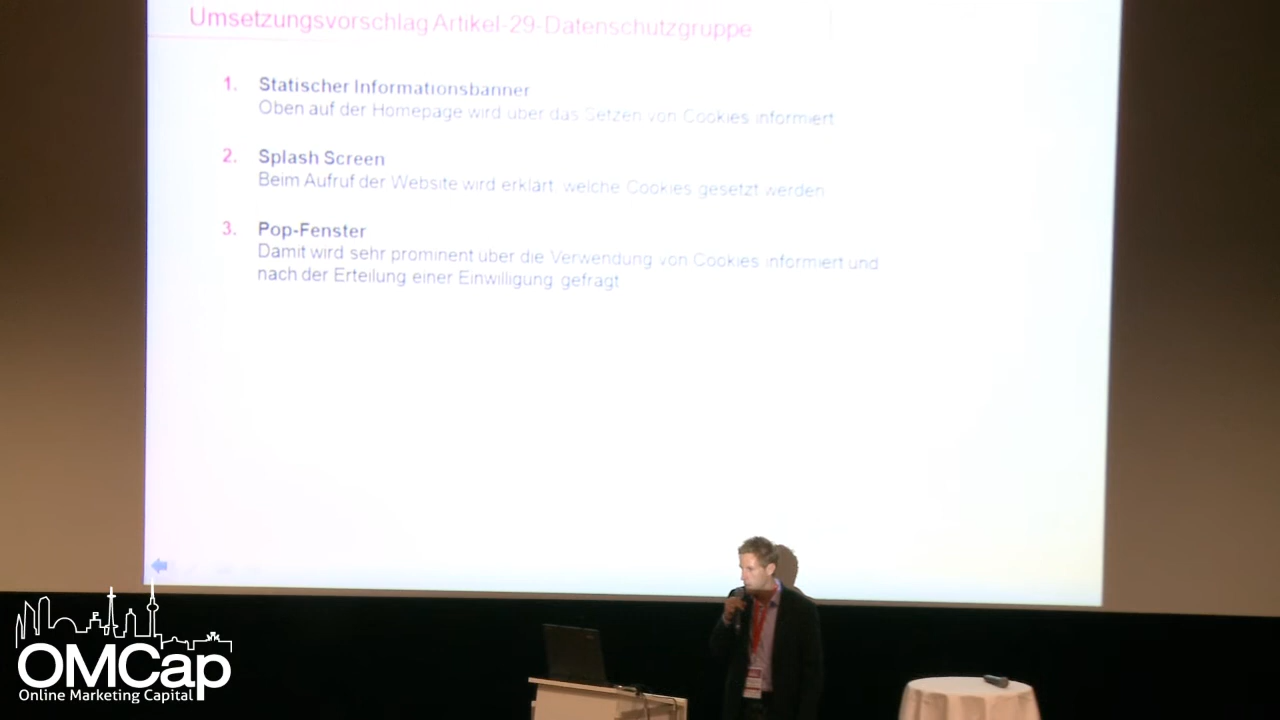 Umsetzungsvorschlag Artikel-29-Datenschutzgruppe
1. Statischer Informationsbanner
Oben auf der Homepage wird über das Setzen von Cookies informiert
2. Splash Screen
Beim Aufruf der Website wird erklärt, welche Cookies gesetzt werden
3. Pop-Fenster
Damit wird sehr prominent über die Verwendung von Cookies informiert und
nach der Erteilung einer Einwilligung gefragt
OMCap
Online Marketing Capital